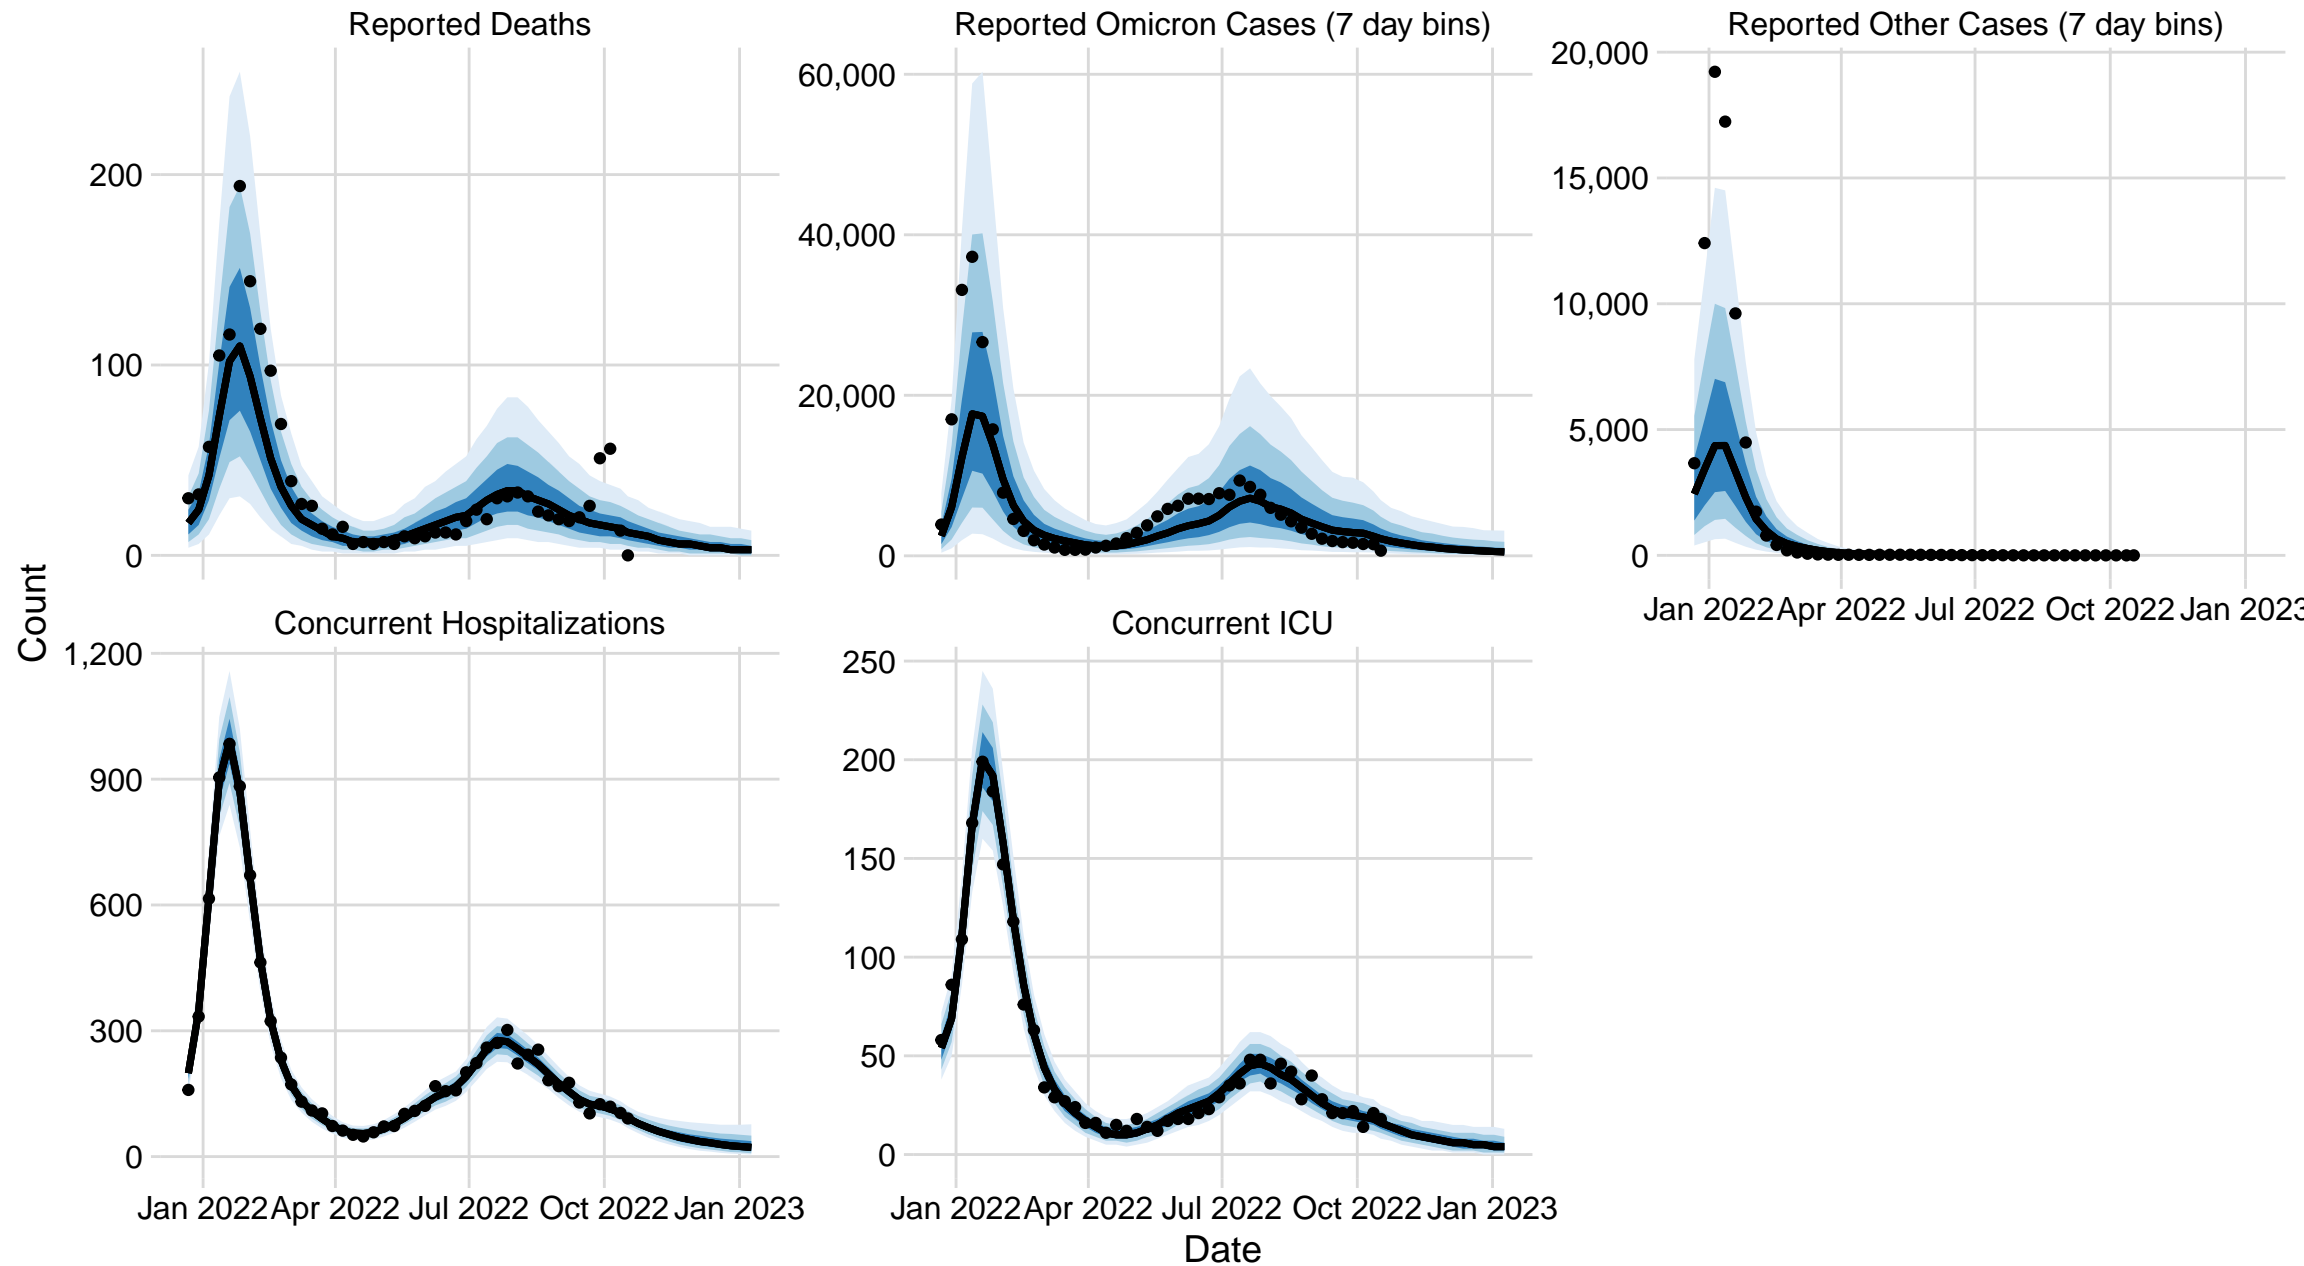 Reported Deaths
Reported Omicron Cases (7 day bins)
Reported Other Cases (7 day bins)
200
100
0
60,000
40,000
20,000
0
20,000
15,000
10,000
5,000
0
Jan 2022 Apr 2022 Jul 2022 Oct 2022 Jan 2023
Count
Concurrent Hospitalizations
Concurrent ICU
1,200
900
600
300
0
250
200
150
100
50
0
Jan 2022 Apr 2022 Jul 2022 Oct 2022 Jan 2023
Jan 2022 Apr 2022 Jul 2022 Oct 2022 Jan 2023
Date